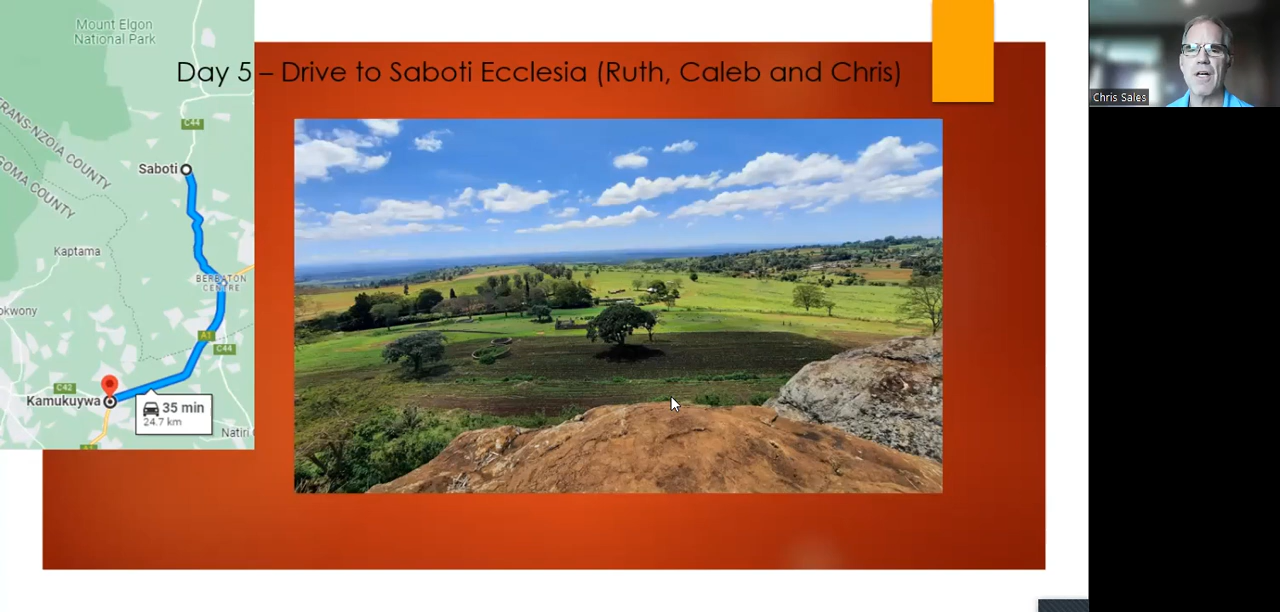 Mount Elgon
National Park
Day 5 – Drive to Saboti Ecclesia (Ruth, Caleb and Chris)
Chris Sales
C44
TRANS-NZOIA COUNTY
GOMA COUNTY
Saboti
Kaptama
BERBATON
CENTRE
okwony
A1
C44
C42
Kamukuywa
35 min
24.7 km
Natiri
A1